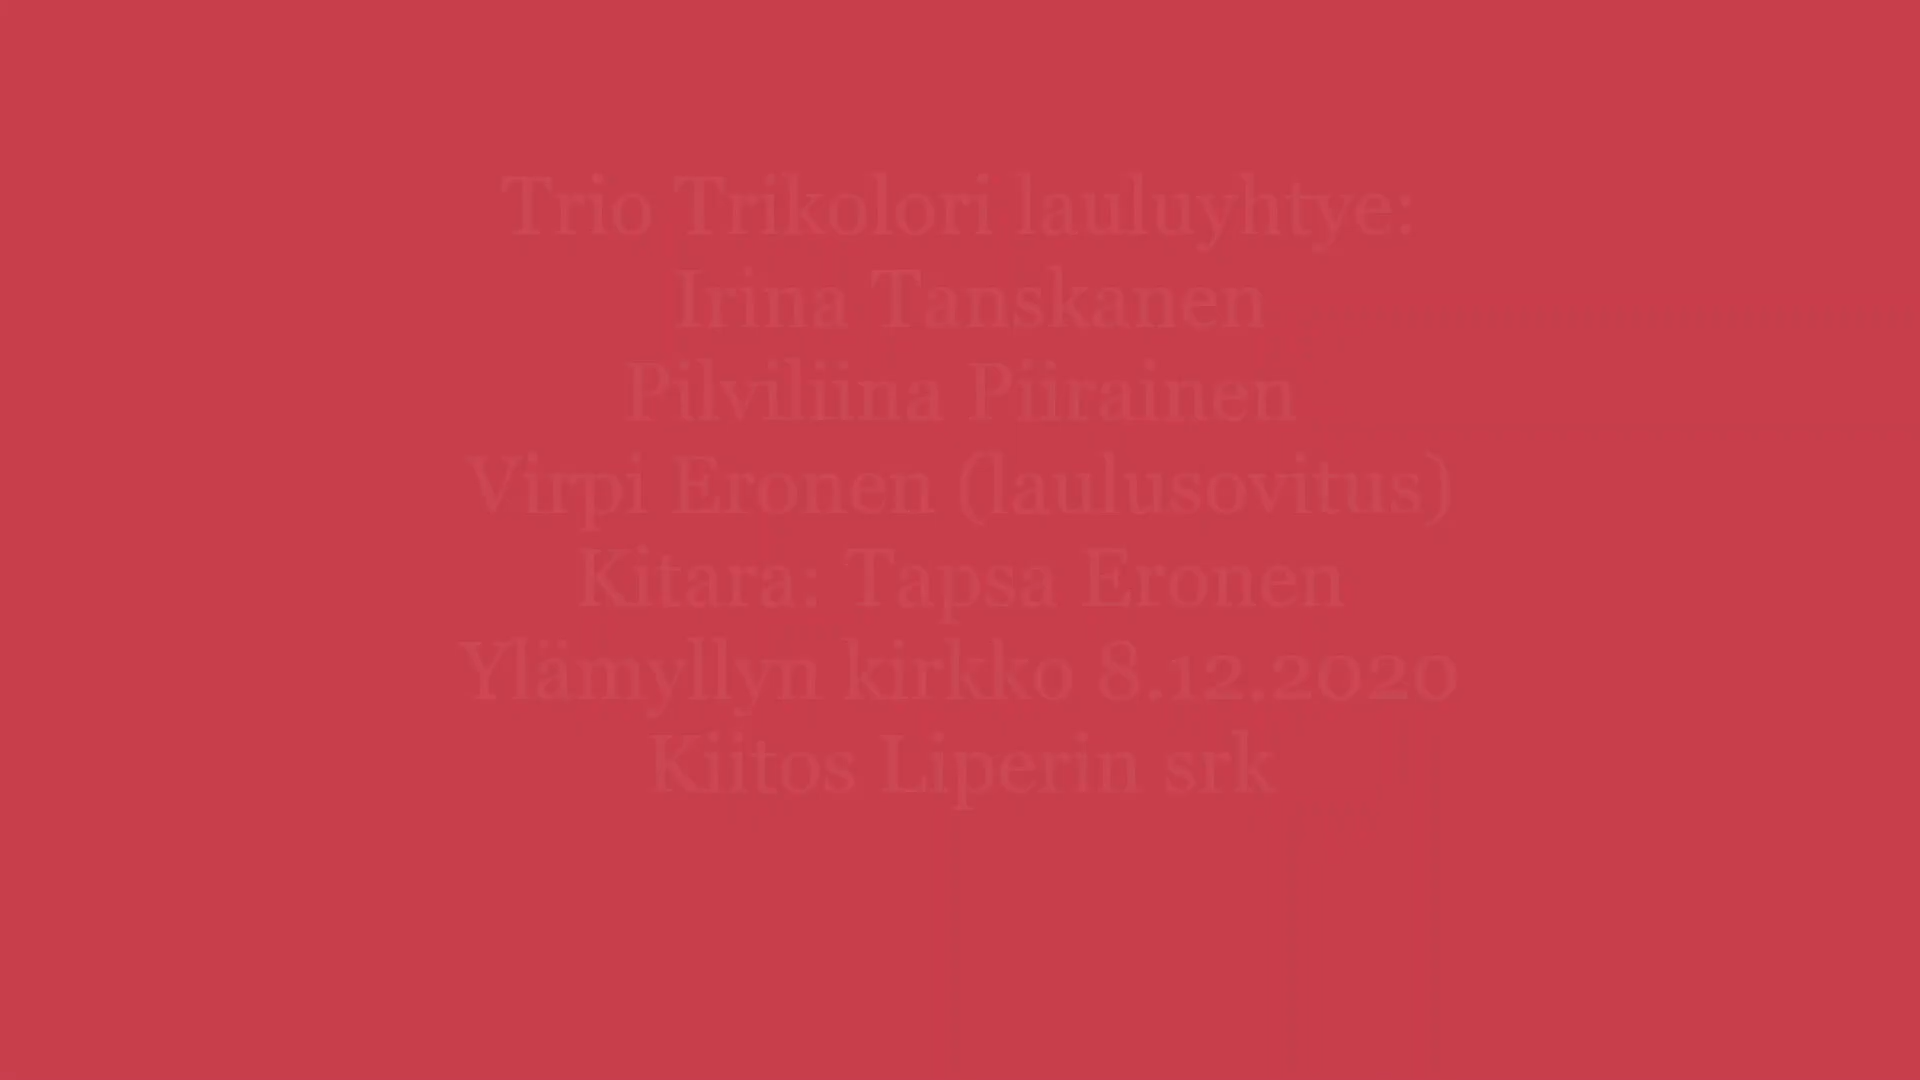 Trio Trikolori lauluyhtye:
Irina Tanskanen
Pilviliina Piirainen
Virpi Eronen (laulusovitus)
Kitara: Tapsa Eronen
Ylämyllyn kirkko 8.12.2020
Kiitos Liperin srk